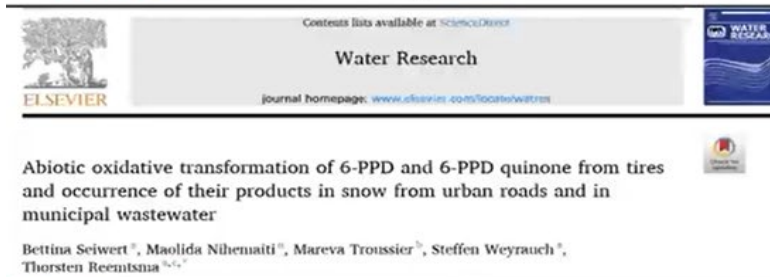 Contents lists available at ScienceDirect
Water Research
journal homepage: www.elsevier.com/locate/watres
ELSEVIER
WATER
RESEARCH
Abiotic oxidative transformation of 6-PPD and 6-PPD quinone from tires
and occurrence of their products in snow from urban roads and in
municipal wastewater
Bettina Seiwert a, Maolida Nihemaiti a, Mareva Troussier b, Steffen Weyrauch a,
Thorsten Reemtsma a,c,*